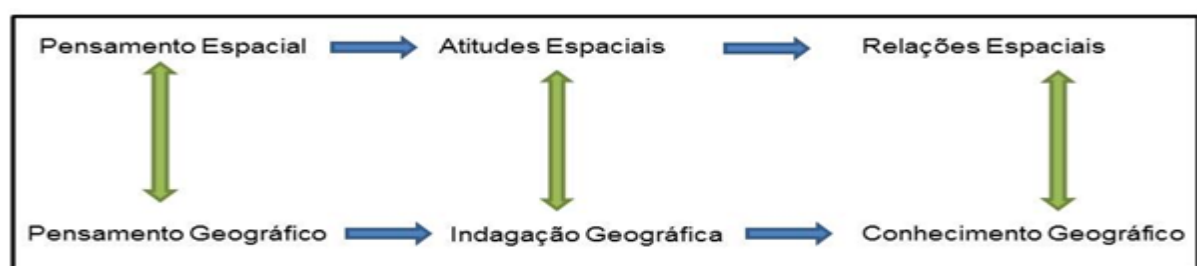 Pensamento Espacial Atitudes Espaciais Relações Espaciais
Pensamento Geográfico Indagação Geográfica Conhecimento Geográfico